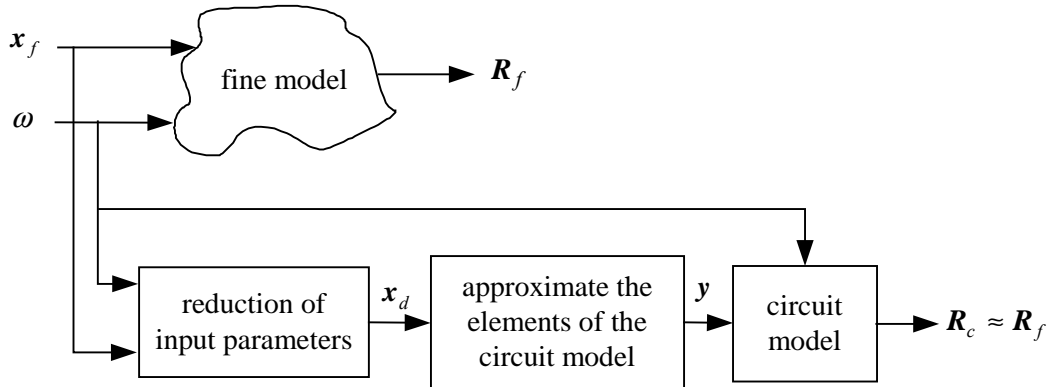 x_f
fine model
R_f
ω
reduction of
input parameters
x_d
approximate the
elements of the
circuit model
y
circuit
model
R_c ≈ R_f